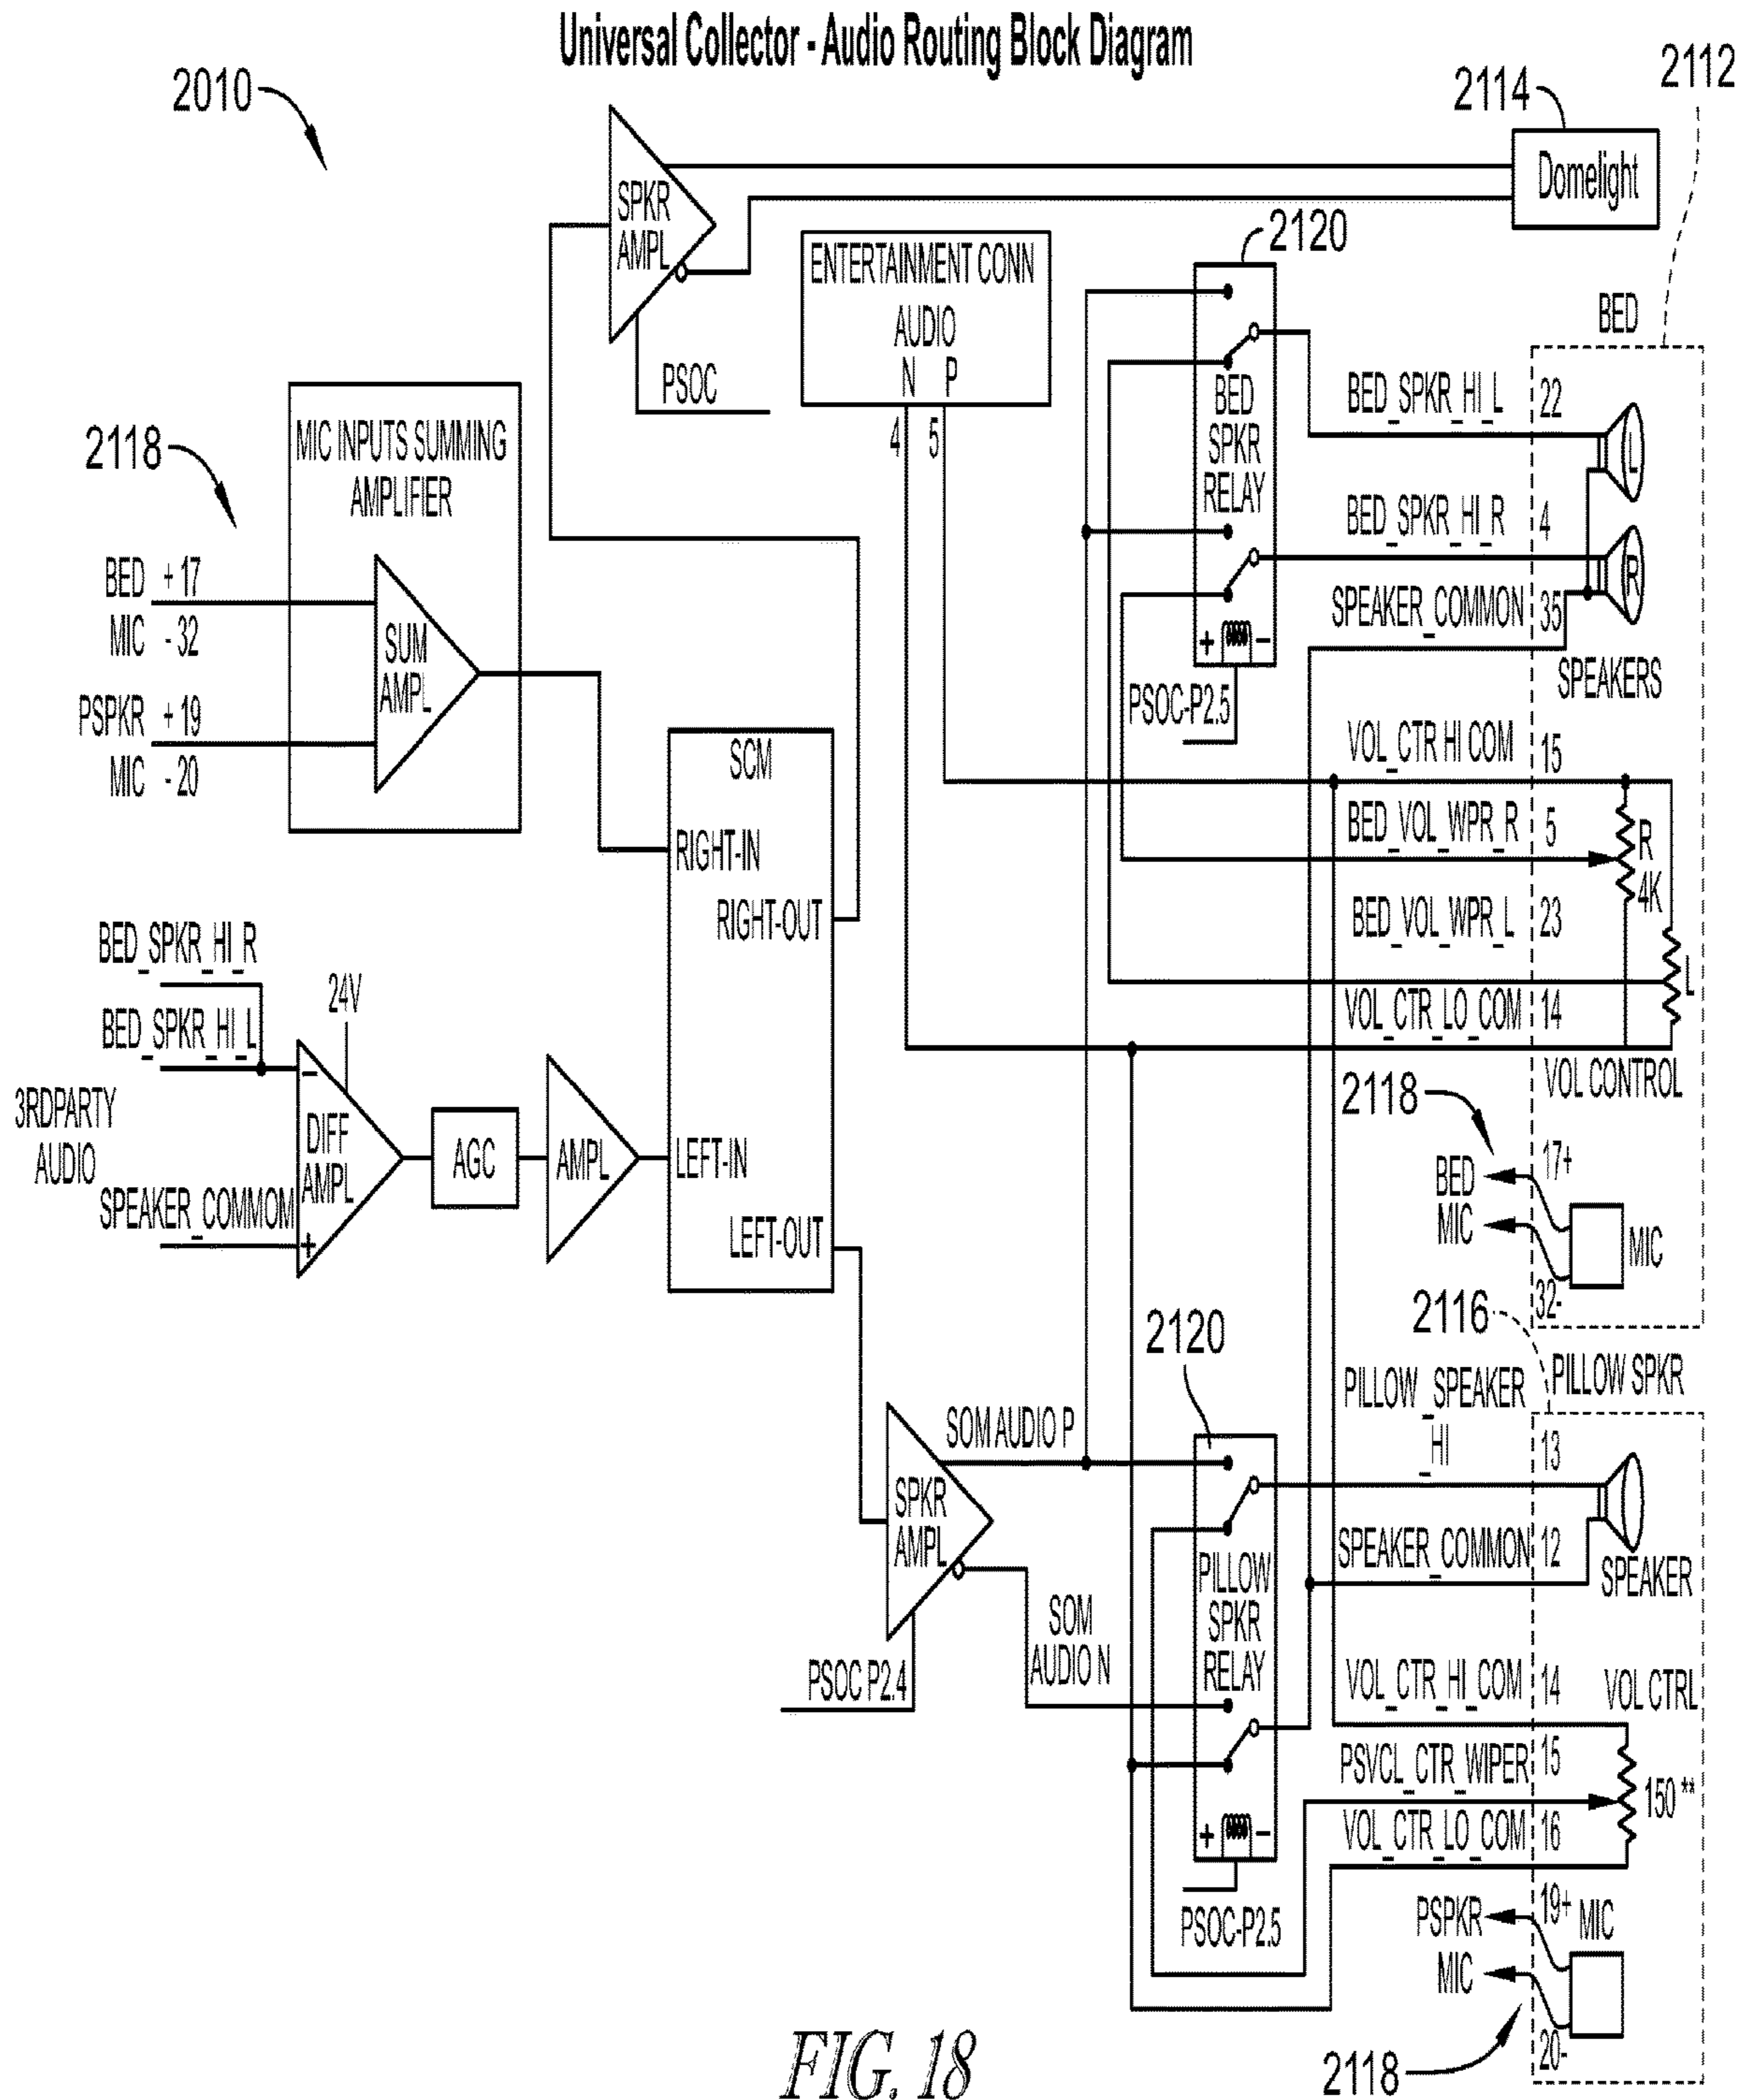 Universal Collector - Audio Routing Block Diagram
2010
2114
2112
Domelight
SPKR
AMPL
PSOC
ENTERTAINMENT CONN
AUDIO
N P
4 5
2120
BED
SPKR
RELAY
+ -
PSOC-P2.5
BED
BED_SPKR_HI_L 22
L
BED_SPKR_HI_R 4
R
SPEAKER_COMMON 35
SPEAKERS
VOL_CTR HI COM 15
BED_VOL_WPR_R 5
R
4K
BED_VOL_WPR_L 23
L
VOL_CTR_LO_COM 14
VOL CONTROL
2118
BED
MIC
17+
MIC
32-
2118
MIC INPUTS SUMMING
AMPLIFIER
BED + 17
MIC - 32
PSPKR + 19
MIC - 20
SUM
AMPL
SCM
RIGHT-IN
RIGHT-OUT
LEFT-IN
LEFT-OUT
BED_SPKR_HI_R
BED_SPKR_HI_L
24V
3RDPARTY
AUDIO
SPEAKER_COMMOM
-
DIFF
AMPL
+
AGC
AMPL
2116
2120
PILLOW SPKR
PILLOW_SPEAKER
_HI
13
SPEAKER_COMMON 12
SPEAKER
SOM AUDIO P
SPKR
AMPL
SOM
AUDIO N
PSOC P2.4
PILLOW
SPKR
RELAY
+ -
PSOC-P2.5
VOL_CTR_HI_COM 14
VOL CTRL
PSVCL_CTR_WIPER 15
150 **
VOL_CTR_LO_COM 16
PSPKR
MIC
19+
MIC
20-
2118
FIG. 18